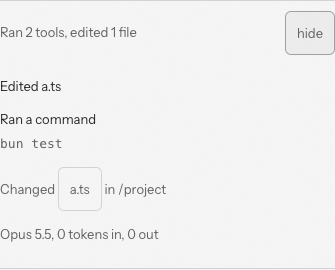 Ran 2 tools, edited 1 file
hide
Edited a.ts
Ran a command
bun test
Changed a.ts in /project
Opus 5.5, 0 tokens in, 0 out